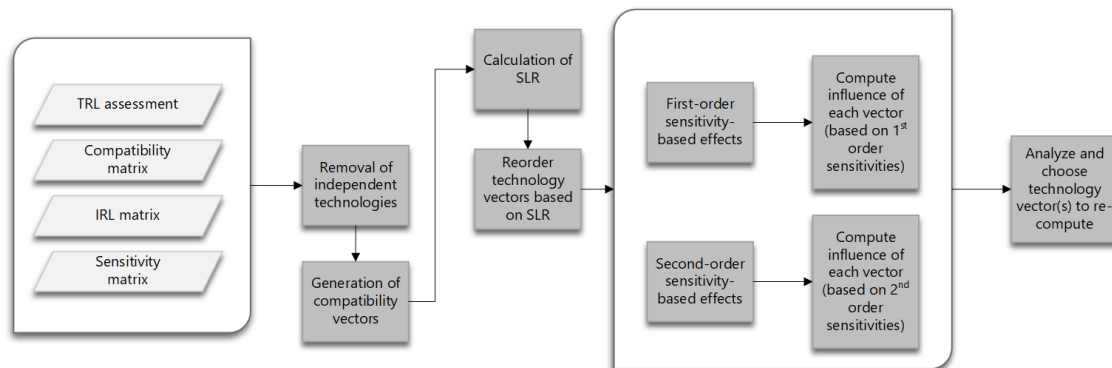 TRL assessment
Compatibility
matrix
IRL matrix
Sensitivity
matrix
Removal of
independent
technologies
Generation of
compatibility
vectors
Calculation of
SLR
Reorder
technology
vectors based
on SLR
First-order
sensitivity-
based effects
Compute
influence of
each vector
(based on 1st
order
sensitivities)
Second-order
sensitivity-
based effects
Compute
influence of
each vector
(based on 2nd
order
sensitivities)
Analyze and
choose
technology
vector(s) to re-
compute